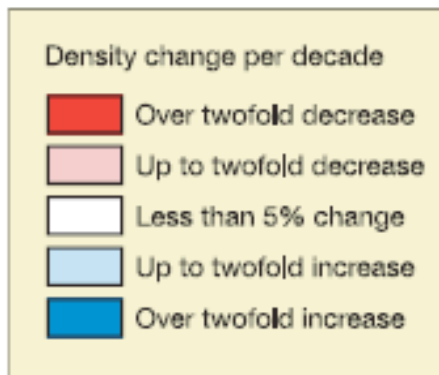 Density change per decade
Over twofold decrease
Up to twofold decrease
Less than 5% change
Up to twofold increase
Over twofold increase